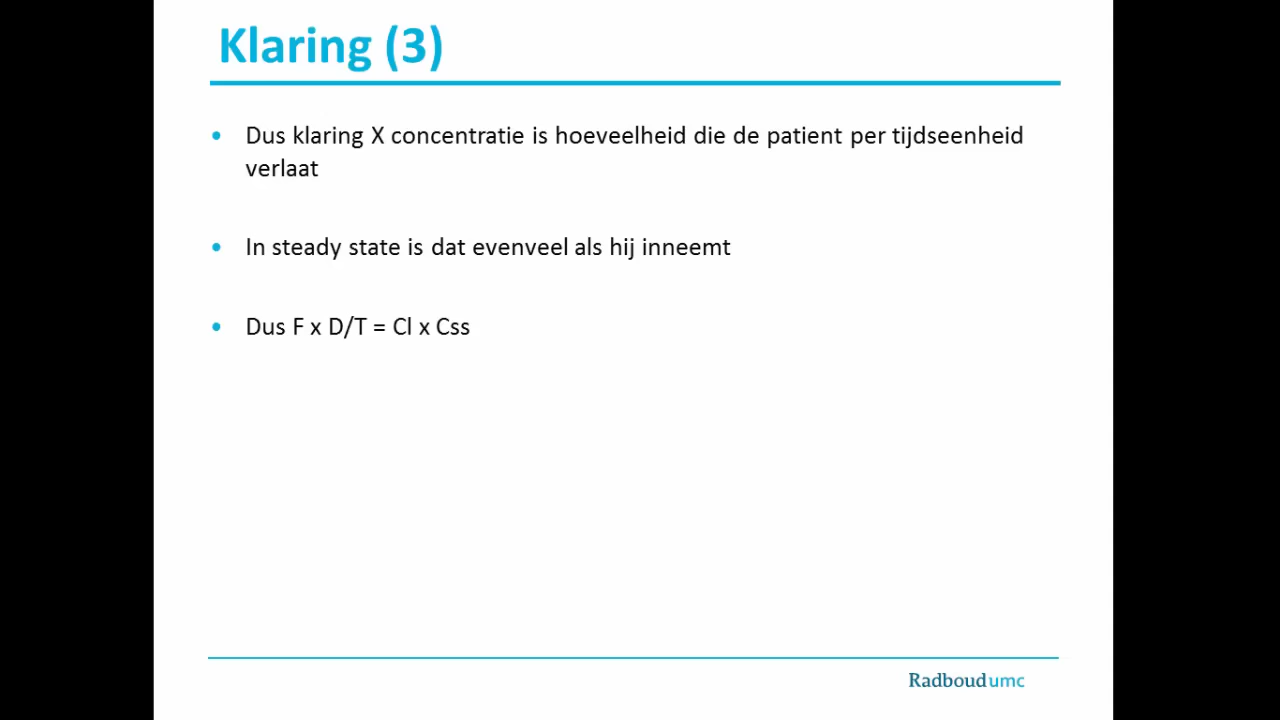 Klaring (3)
• Dus klaring X concentratie is hoeveelheid die de patient per tijdseenheid
verlaat
• In steady state is dat evenveel als hij inneemt
• Dus F x D/T = Cl x Css
Radboudumc